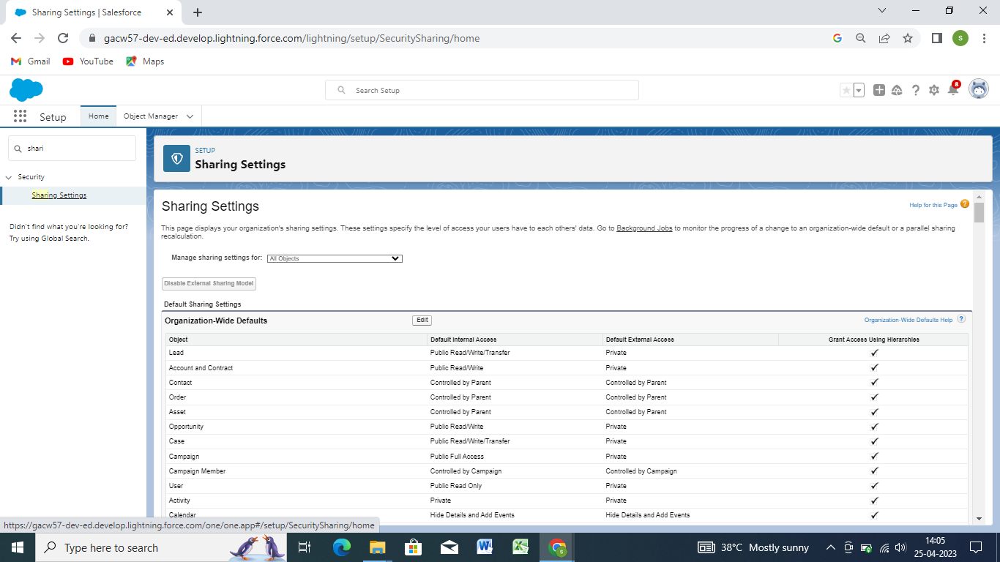 Sharing Settings | Salesforce
gacw57-dev-ed.develop.lightning.force.com/lightning/setup/SecuritySharing/home
S
Gmail
YouTube
Maps
Search Setup
8
Setup
Home
Object Manager
shari
Security
Sharing Settings
Didn't find what you're looking for?
Try using Global Search.
SETUP
Sharing Settings
Sharing Settings
Help for this Page ?
This page displays your organization's sharing settings. These settings specify the level of access your users have to each others' data. Go to Background Jobs to monitor the progress of a change to an organization-wide default or a parallel sharing
recalculation.
Manage sharing settings for: All Objects
Disable External Sharing Model
Default Sharing Settings
Organization-Wide Defaults Edit Organization-Wide Defaults Help ?
Object Default Internal Access Default External Access Grant Access Using Hierarchies
Lead Public Read/Write/Transfer Private ✓
Account and Contract Public Read/Write Private ✓
Contact Controlled by Parent Controlled by Parent ✓
Order Controlled by Parent Controlled by Parent ✓
Asset Controlled by Parent Controlled by Parent ✓
Opportunity Public Read/Write Private ✓
Case Public Read/Write/Transfer Private ✓
Campaign Public Full Access Private ✓
Campaign Member Controlled by Campaign Controlled by Campaign ✓
User Public Read Only Private ✓
Activity Private Private ✓
Calendar Hide Details and Add Events Hide Details and Add Events ✓
https://gacw57-dev-ed.develop.lightning.force.com/one/one.app#/setup/SecuritySharing/home
Type here to search
38°C Mostly sunny
14:05
25-04-2023